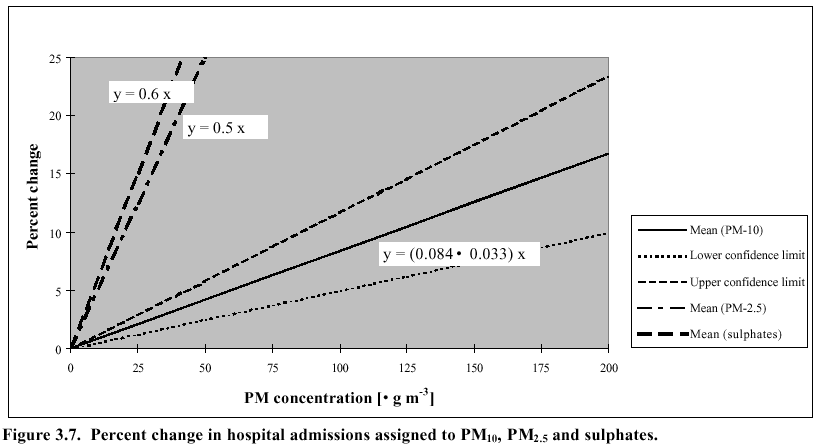 25
20
15
10
5
0
Percent change
y = 0.6 x
y = 0.5 x
y = (0.084 • 0.033) x
0 25 50 75 100 125 150 175 200
PM concentration [• g m⁻³]
Mean (PM-10)
Lower confidence limit
Upper confidence limit
Mean (PM-2.5)
Mean (sulphates)
Figure 3.7. Percent change in hospital admissions assigned to PM₁₀, PM₂.₅ and sulphates.